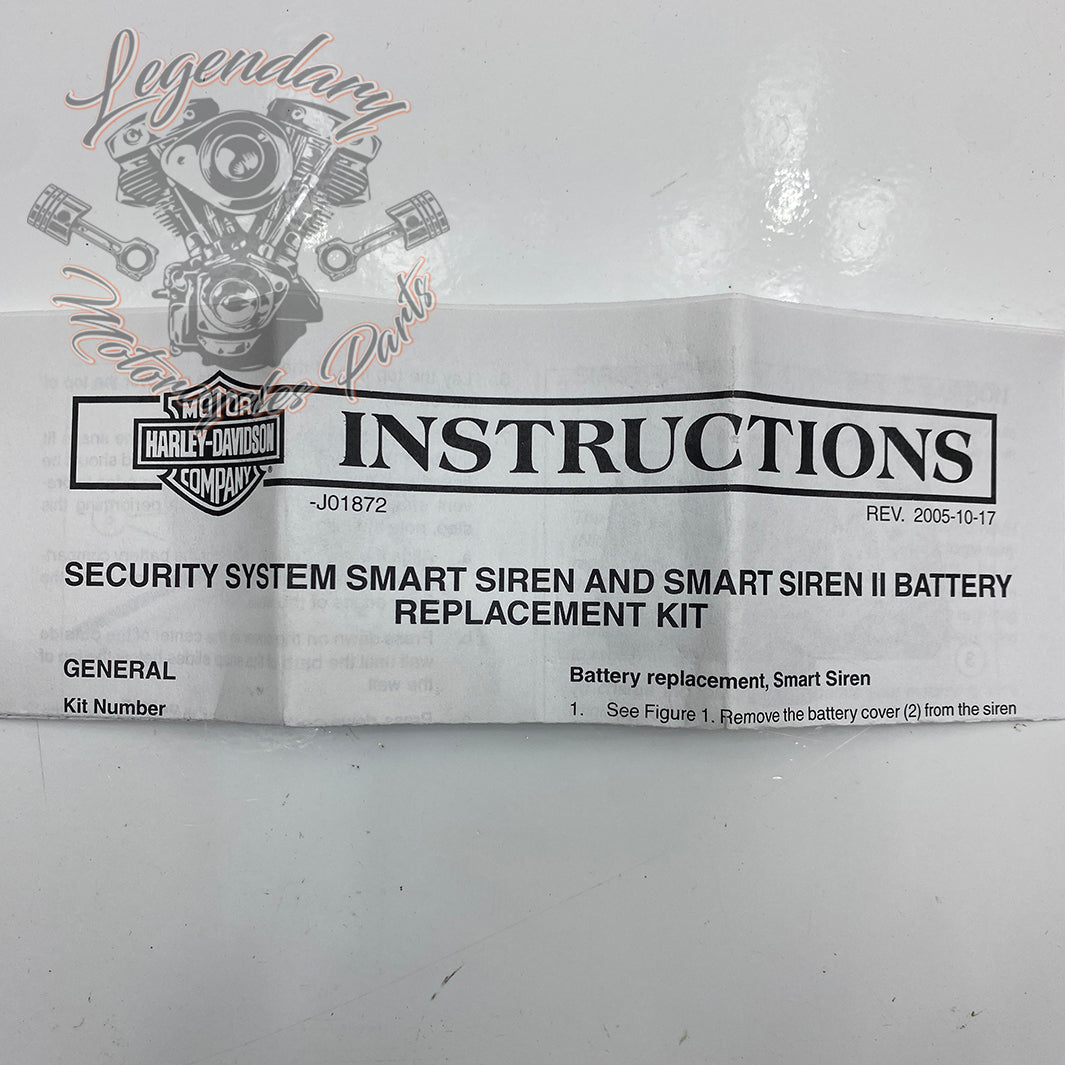 Legendary
Motorcycles Parts
MOTOR
HARLEY-DAVIDSON
COMPANY
®
INSTRUCTIONS
-J01872
REV. 2005-10-17
SECURITY SYSTEM SMART SIREN AND SMART SIREN II BATTERY
REPLACEMENT KIT
GENERAL
Kit Number
Battery replacement, Smart Siren
1. See Figure 1. Remove the battery cover (2) from the siren